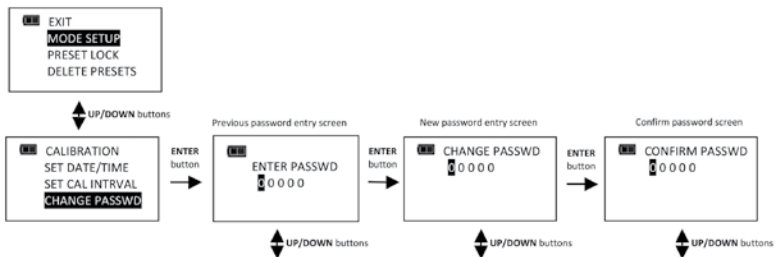 EXIT
MODE SETUP
PRESET LOCK
DELETE PRESETS
UP/DOWN buttons
Previous password entry screen
New password entry screen
Confirm password screen
CALIBRATION
SET DATE/TIME
SET CAL INTRVAL
CHANGE PASSWD
ENTER
button
ENTER PASSWD
00000
ENTER
button
CHANGE PASSWD
00000
ENTER
button
CONFIRM PASSWD
00000
UP/DOWN buttons
UP/DOWN buttons
UP/DOWN buttons